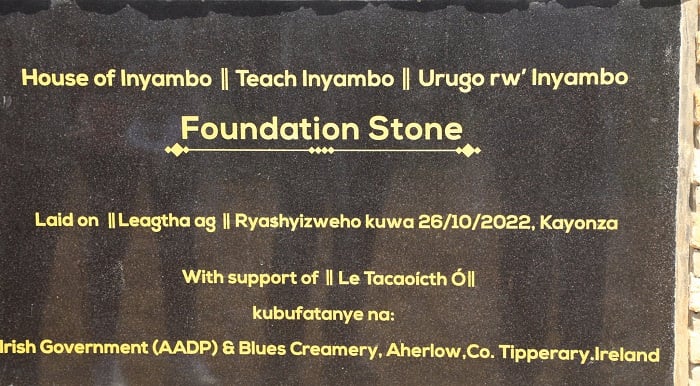 House of Inyambo || Teach Inyambo || Urugo rw' Inyambo
Foundation Stone
Laid on || Leagtha ag || Ryashyizweho kuwa 26/10/2022, Kayonza
With support of || Le Tacaoícth Ó||
kubufatanye na:
Irish Government (AADP) & Blues Creamery, Aherlow,Co. Tipperary.Ireland